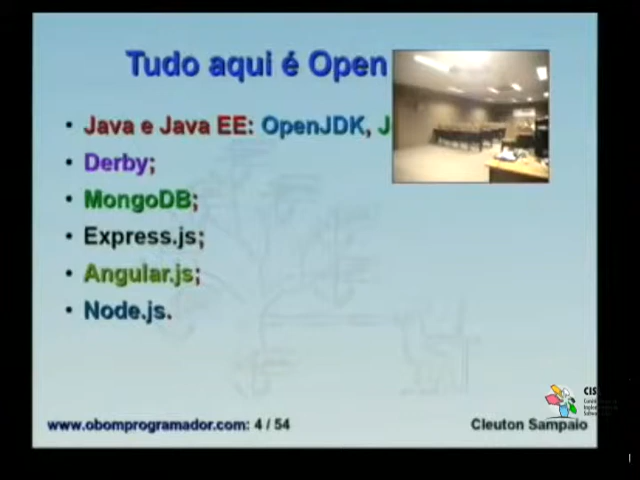 Tudo aqui é Open
• Java e Java EE: OpenJDK, J
• Derby;
• MongoDB;
• Express.js;
• Angular.js;
• Node.js.
CIS
www.obomprogramador.com: 4 / 54
Cleuton Sampaio